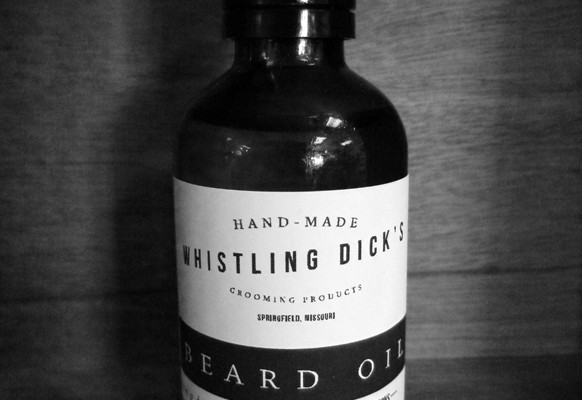 HAND-MADE
WHISTLING DICK'S
GROOMING PRODUCTS
SPRINGFIELD, MISSOURI
BEARD OIL